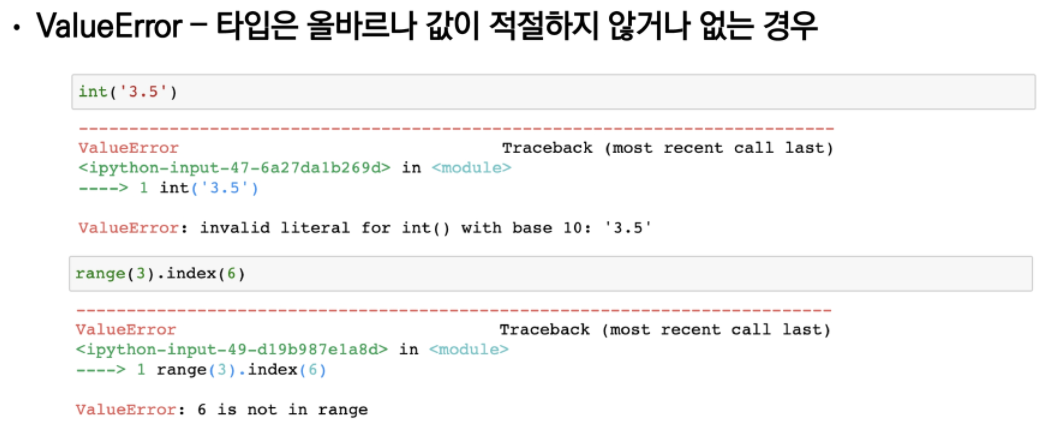 • ValueError – 타입은 올바르나 값이 적절하지 않거나 없는 경우
int('3.5')
---------------------------------------------------------------------------
ValueError Traceback (most recent call last)
<ipython-input-47-6a27da1b269d> in <module>
----> 1 int('3.5')
ValueError: invalid literal for int() with base 10: '3.5'
range(3).index(6)
---------------------------------------------------------------------------
ValueError Traceback (most recent call last)
<ipython-input-49-d19b987e1a8d> in <module>
----> 1 range(3).index(6)
ValueError: 6 is not in range